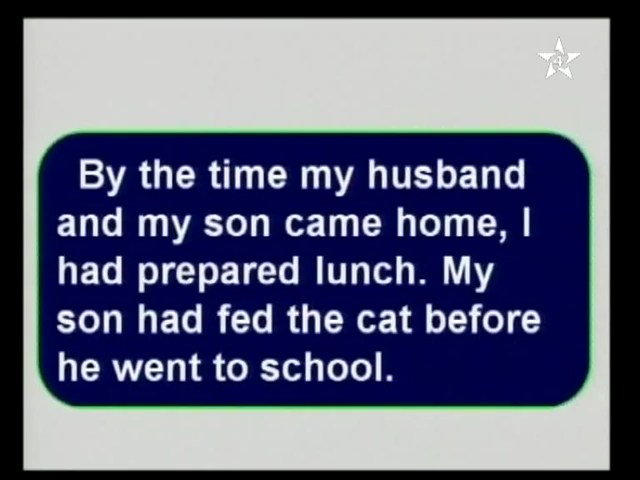 4
By the time my husband
and my son came home, I
had prepared lunch. My
son had fed the cat before
he went to school.